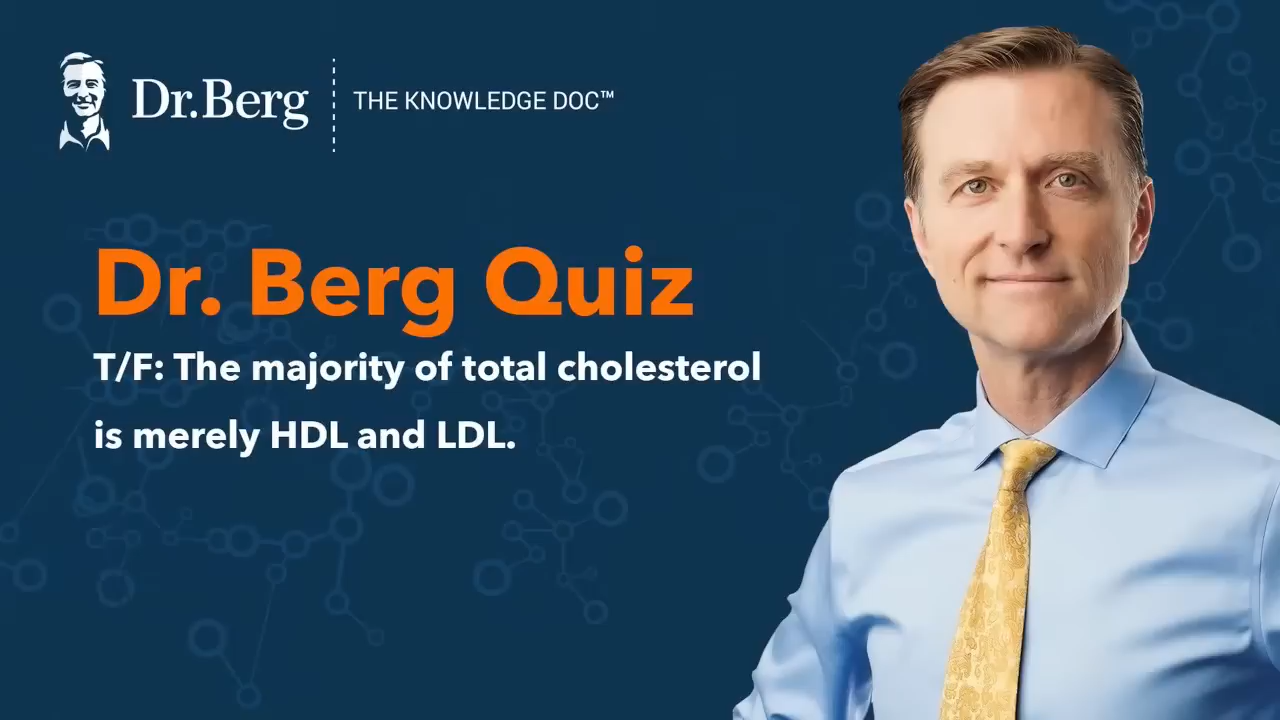 Dr.Berg
THE KNOWLEDGE DOC™
Dr. Berg Quiz
T/F: The majority of total cholesterol
is merely HDL and LDL.